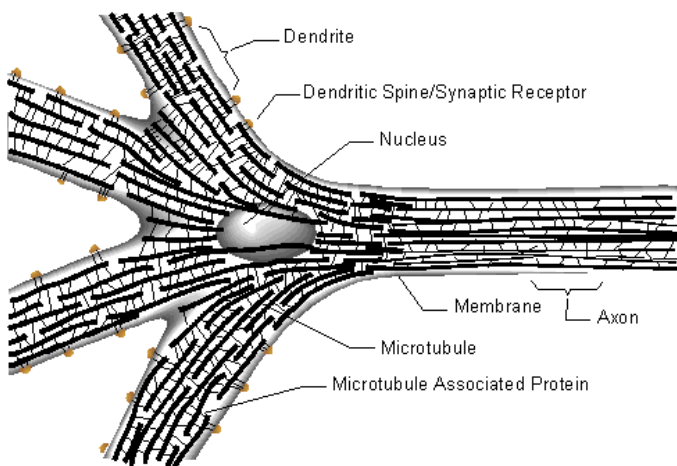 Dendrite
Dendritic Spine/Synaptic Receptor
Nucleus
Membrane
Axon
Microtubule
Microtubule Associated Protein